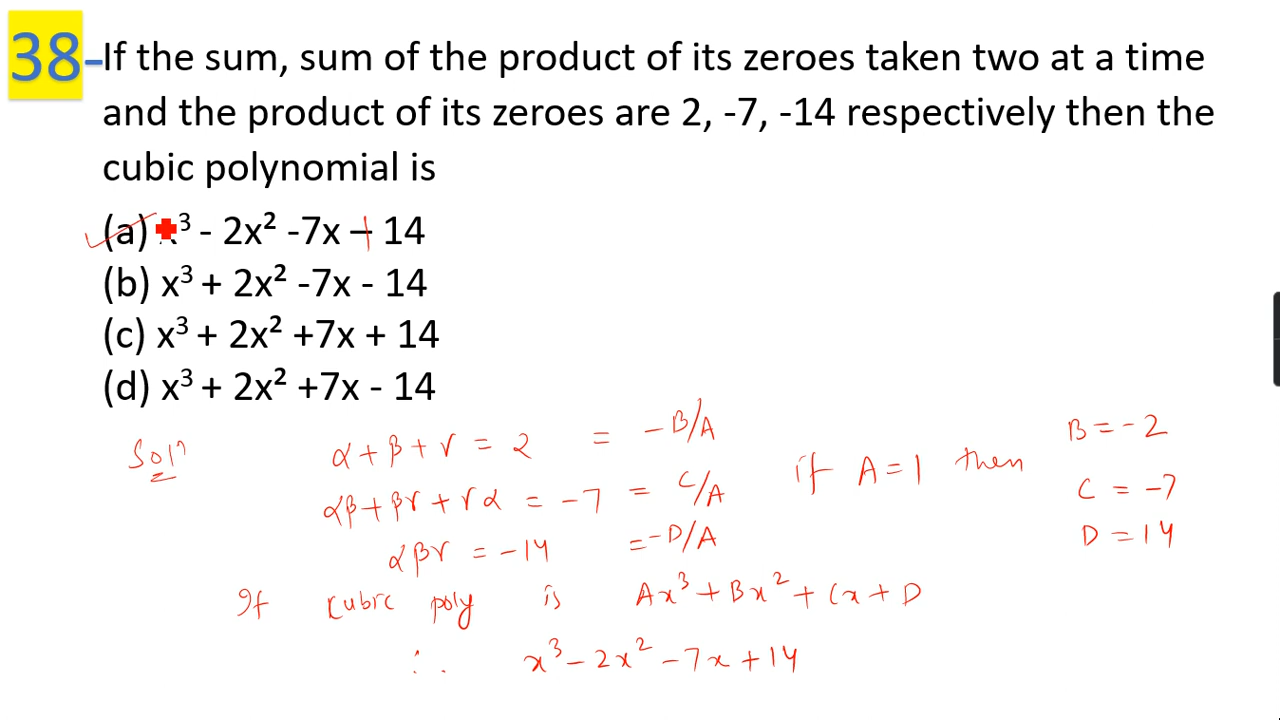 38- If the sum, sum of the product of its zeroes taken two at a time
and the product of its zeroes are 2, -7, -14 respectively then the
cubic polynomial is
(a) x³ - 2x² -7x + 14
(b) x³ + 2x² -7x - 14
(c) x³ + 2x² +7x + 14
(d) x³ + 2x² +7x - 14
Solⁿ α + β + γ = 2 = -B/A B = -2
αβ + βγ + γα = -7 = C/A if A = 1 then C = -7
αβγ = -14 = -D/A D = 14
If cubic poly is Ax³ + Bx² + Cx + D
∴ x³ - 2x² - 7x + 14